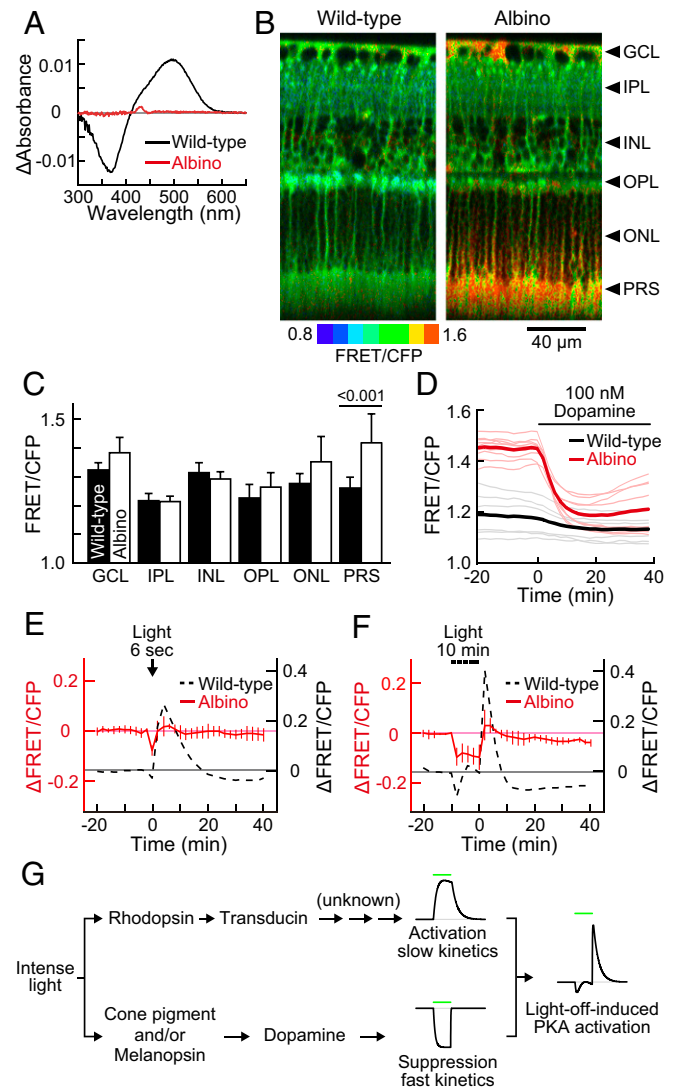 A
0.01
0
-0.01
ΔAbsorbance
Wild-type
Albino
300
400
500
600
Wavelength (nm)
B
Wild-type
Albino
GCL
IPL
INL
OPL
ONL
PRS
0.8
1.6
FRET/CFP
40 μm
C
<0.001
1.5
1.0
FRET/CFP
Wild-type
Albino
GCL
IPL
INL
OPL
ONL
PRS
D
100 nM
Dopamine
1.6
1.4
1.2
1.0
FRET/CFP
Wild-type
Albino
-20
0
20
40
Time (min)
E
Light
6 sec
0.2
0
-0.2
ΔFRET/CFP
Wild-type
Albino
0.4
0.2
0
ΔFRET/CFP
-20
0
20
40
Time (min)
F
Light
10 min
0.2
0
-0.2
ΔFRET/CFP
Wild-type
Albino
0.4
0.2
0
ΔFRET/CFP
-20
0
20
40
Time (min)
G
Intense
light
Rhodopsin
Transducin
(unknown)
Activation
slow kinetics
Cone pigment
and/or
Melanopsin
Dopamine
Suppression
fast kinetics
Light-off-induced
PKA activation